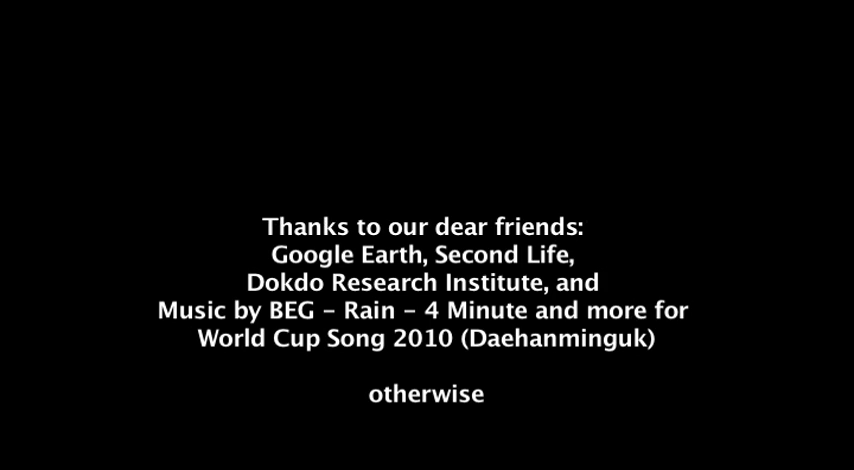 Thanks to our dear friends:
Google Earth, Second Life,
Dokdo Research Institute, and
Music by BEG - Rain - 4 Minute and more for
World Cup Song 2010 (Daehanminguk)
otherwise